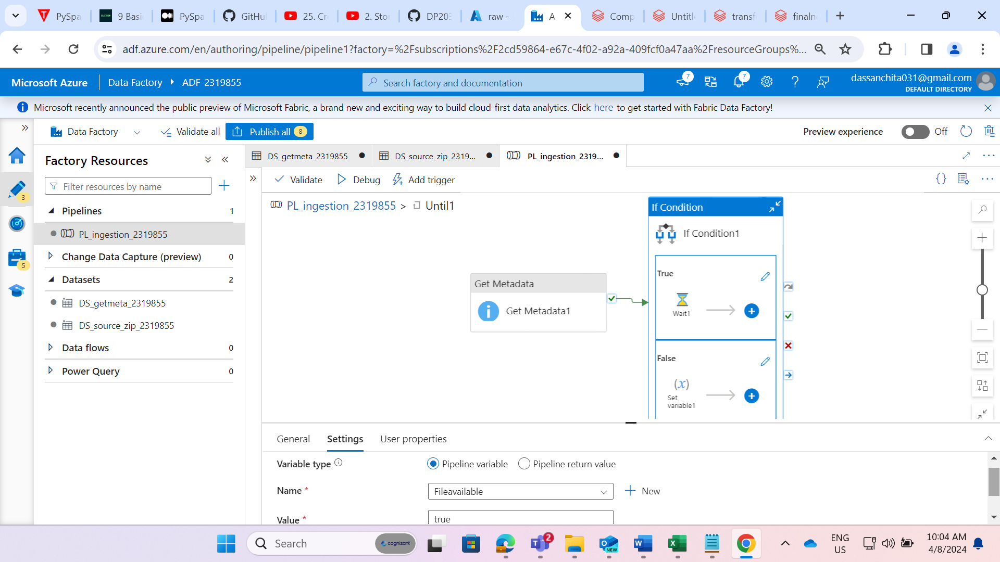 PySpa
9 Basi
PySpa
GitHu
25. Cr
2. Stor
DP203
raw -
A
Comp
Untitl
transf
finaln
adf.azure.com/en/authoring/pipeline/pipeline1?factory=%2Fsubscriptions%2F2cd59864-e67c-4f02-a92a-409fcf0a47aa%2FresourceGroups%...
Microsoft Azure
Data Factory
ADF-2319855
Search factory and documentation
7
7
dassanchita031@gmail.com
DEFAULT DIRECTORY
Microsoft recently announced the public preview of Microsoft Fabric, a brand new and exciting way to build cloud-first data analytics. Click here to get started with Fabric Data Factory!
Data Factory
Validate all
Publish all 8
Preview experience
Off
3
5
Factory Resources
Filter resources by name
Pipelines 1
PL_ingestion_2319855
Change Data Capture (preview) 0
Datasets 2
DS_getmeta_2319855
DS_source_zip_2319855
Data flows 0
Power Query 0
DS_getmeta_2319855
DS_source_zip_2319...
PL_ingestion_2319...
Validate
Debug
Add trigger
PL_ingestion_2319855 > Until1
Get Metadata
Get Metadata1
If Condition
If Condition1
True
Wait1
False
(x)
Set
variable1
General
Settings
User properties
Variable type
Pipeline variable
Pipeline return value
Name *
Fileavailable
New
Value *
true
Search
cognizant
2
NEW
ENG
US
10:04 AM
4/8/2024